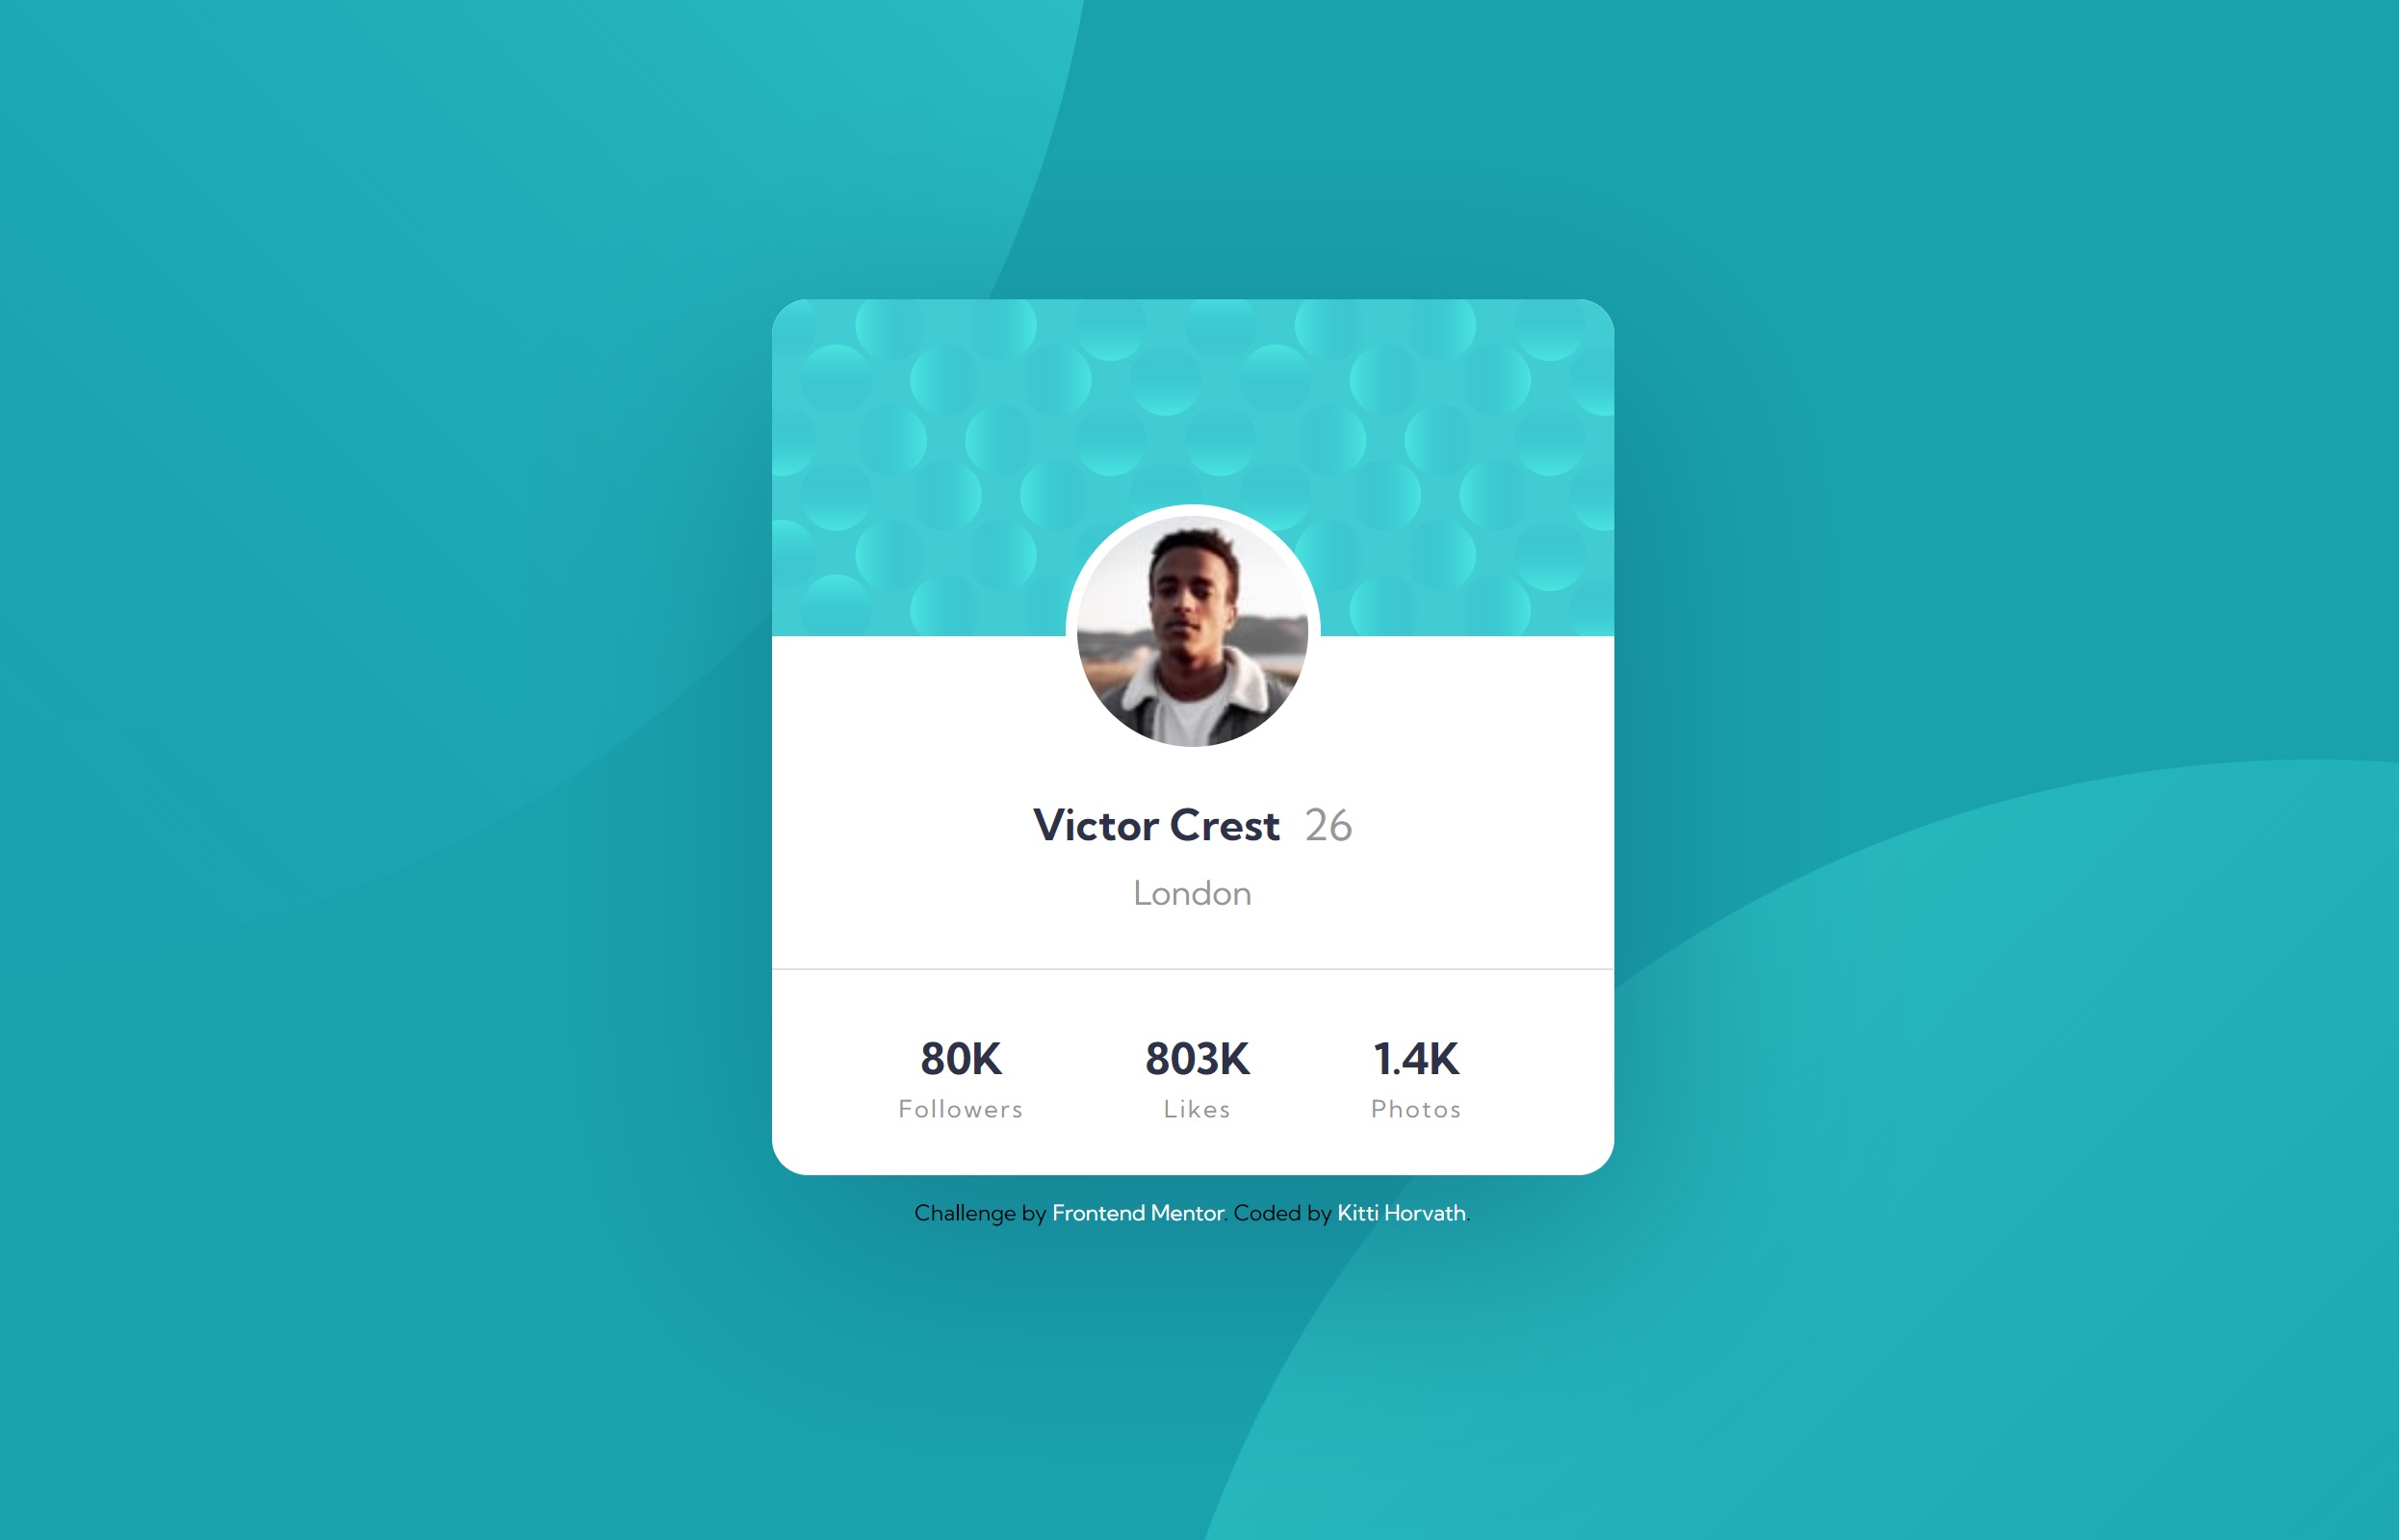 Victor Crest 26
London
80K 803K 1.4K
Followers Likes Photos
Challenge by Frontend Mentor. Coded by Kitti Horvath.